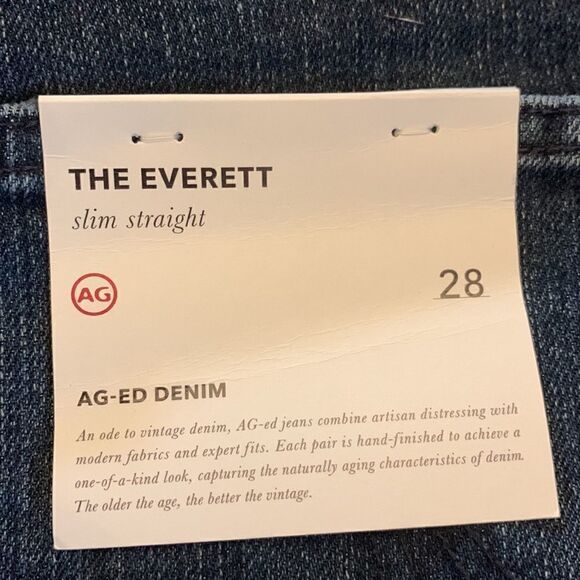 THE EVERETT
slim straight
AG
28
AG-ED DENIM
An ode to vintage denim, AG-ed jeans combine artisan distressing with
modern fabrics and expert fits. Each pair is hand-finished to achieve a
one-of-a-kind look, capturing the naturally aging characteristics of denim.
The older the age, the better the vintage.